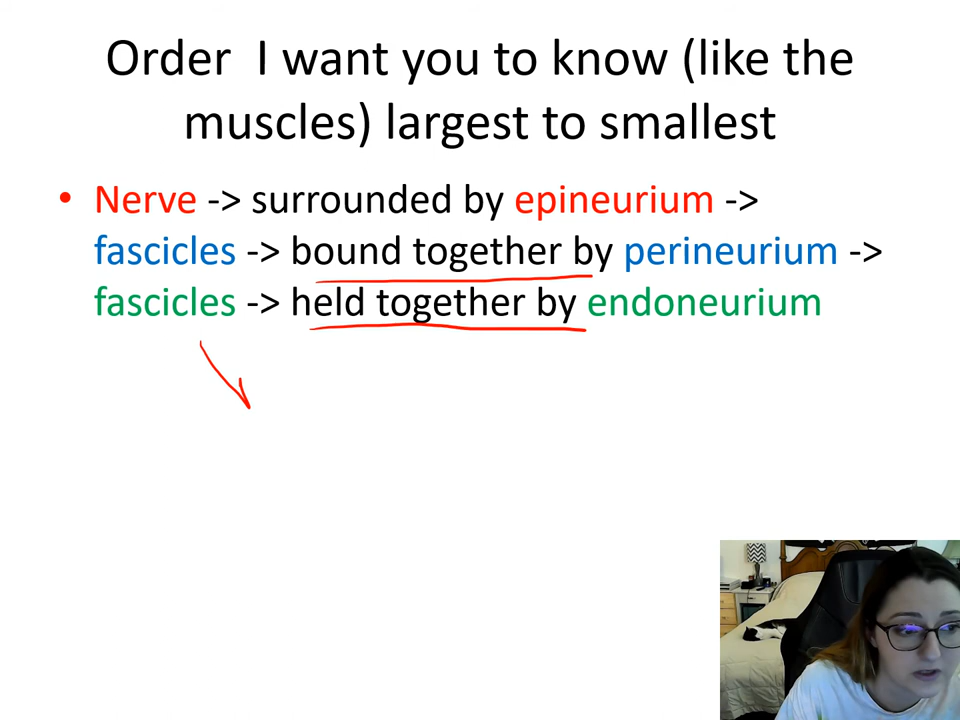 Order I want you to know (like the
muscles) largest to smallest
• Nerve -> surrounded by epineurium ->
fascicles -> bound together by perineurium ->
fascicles -> held together by endoneurium